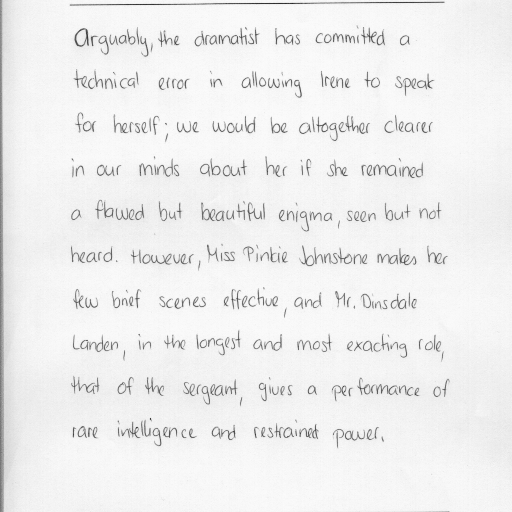 Arguably, the dramatist has committed a
technical error in allowing Irene to speak
for herself; we would be altogether clearer
in our minds about her if she remained
a flawed but beautiful enigma, seen but not
heard. However, Miss Pinkie Johnstone makes her
few brief scenes effective, and Mr. Dinsdale
Landen, in the longest and most exacting role,
that of the sergeant, gives a performance of
rare intelligence and restrained power.